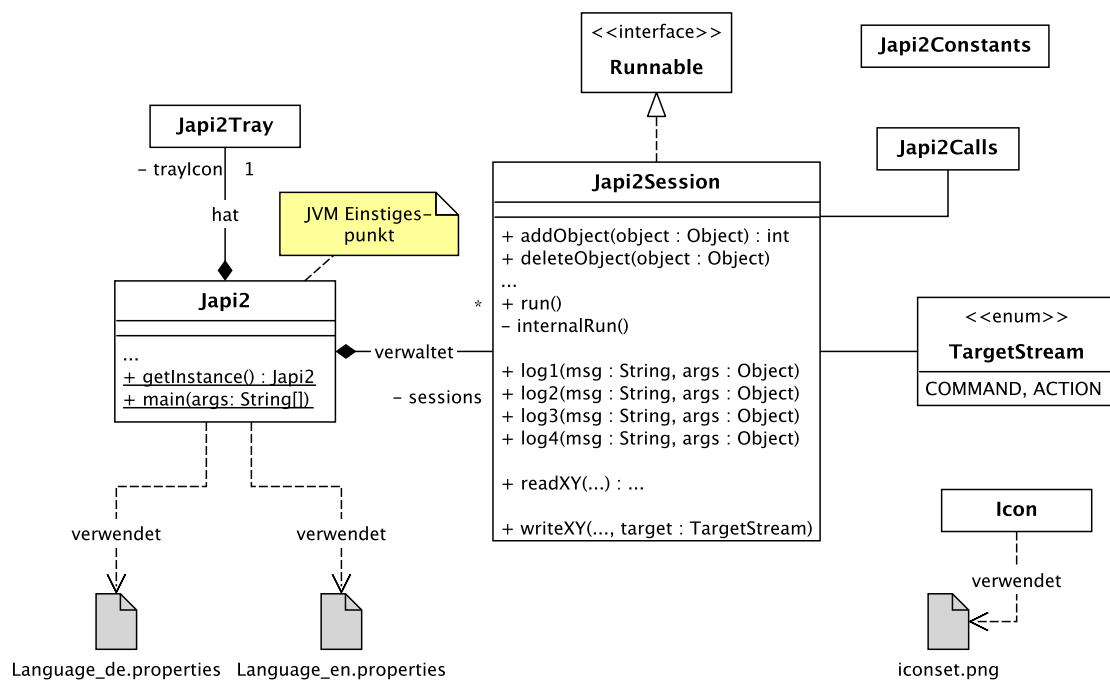 <<interface>>
Runnable
Japi2Constants
Japi2Tray
Japi2Calls
– trayIcon 1
hat
JVM Einstiges–
punkt
Japi2Session
+ addObject(object : Object) : int
+ deleteObject(object : Object)
...
+ run()
– internalRun()
+ log1(msg : String, args : Object)
+ log2(msg : String, args : Object)
+ log3(msg : String, args : Object)
+ log4(msg : String, args : Object)
+ readXY(...) : ...
+ writeXY(..., target : TargetStream)
Japi2
...
+ getInstance() : Japi2
+ main(args: String[])
*
verwaltet
– sessions
<<enum>>
TargetStream
COMMAND, ACTION
verwendet
verwendet
Language_de.properties
Language_en.properties
Icon
verwendet
iconset.png